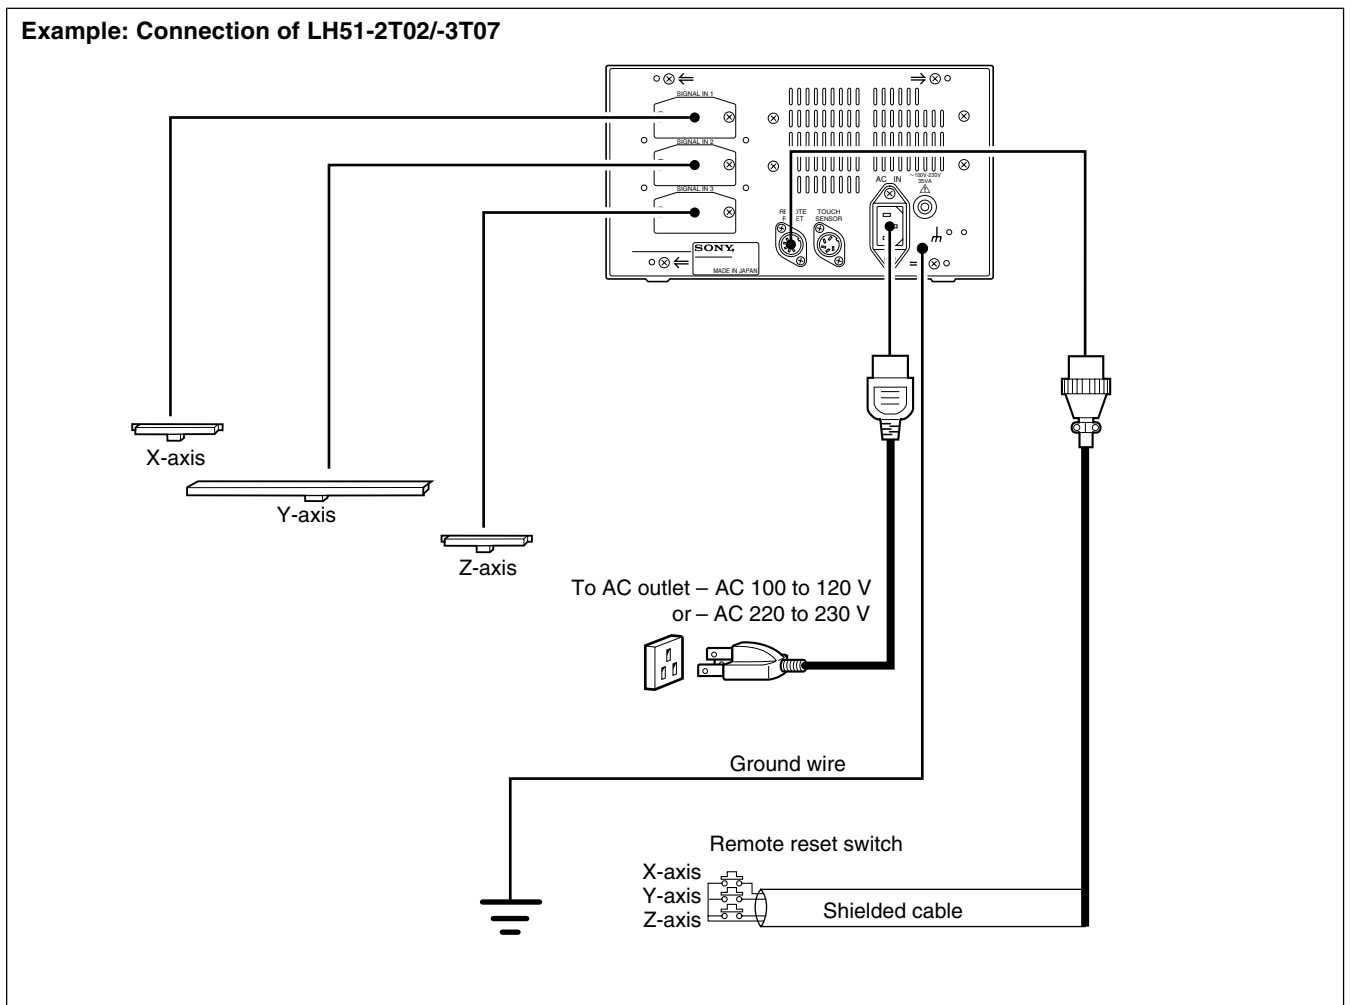 Example: Connection of LH51-2T02/-3T07
SIGNAL IN 1
SIGNAL IN 2
SIGNAL IN 3
AC IN
~100V-230V
35VA
TOUCH
SENSOR
SONY.
MADE IN JAPAN
X-axis
Y-axis
Z-axis
To AC outlet – AC 100 to 120 V
or – AC 220 to 230 V
Ground wire
Remote reset switch
X-axis
Y-axis
Z-axis
Shielded cable